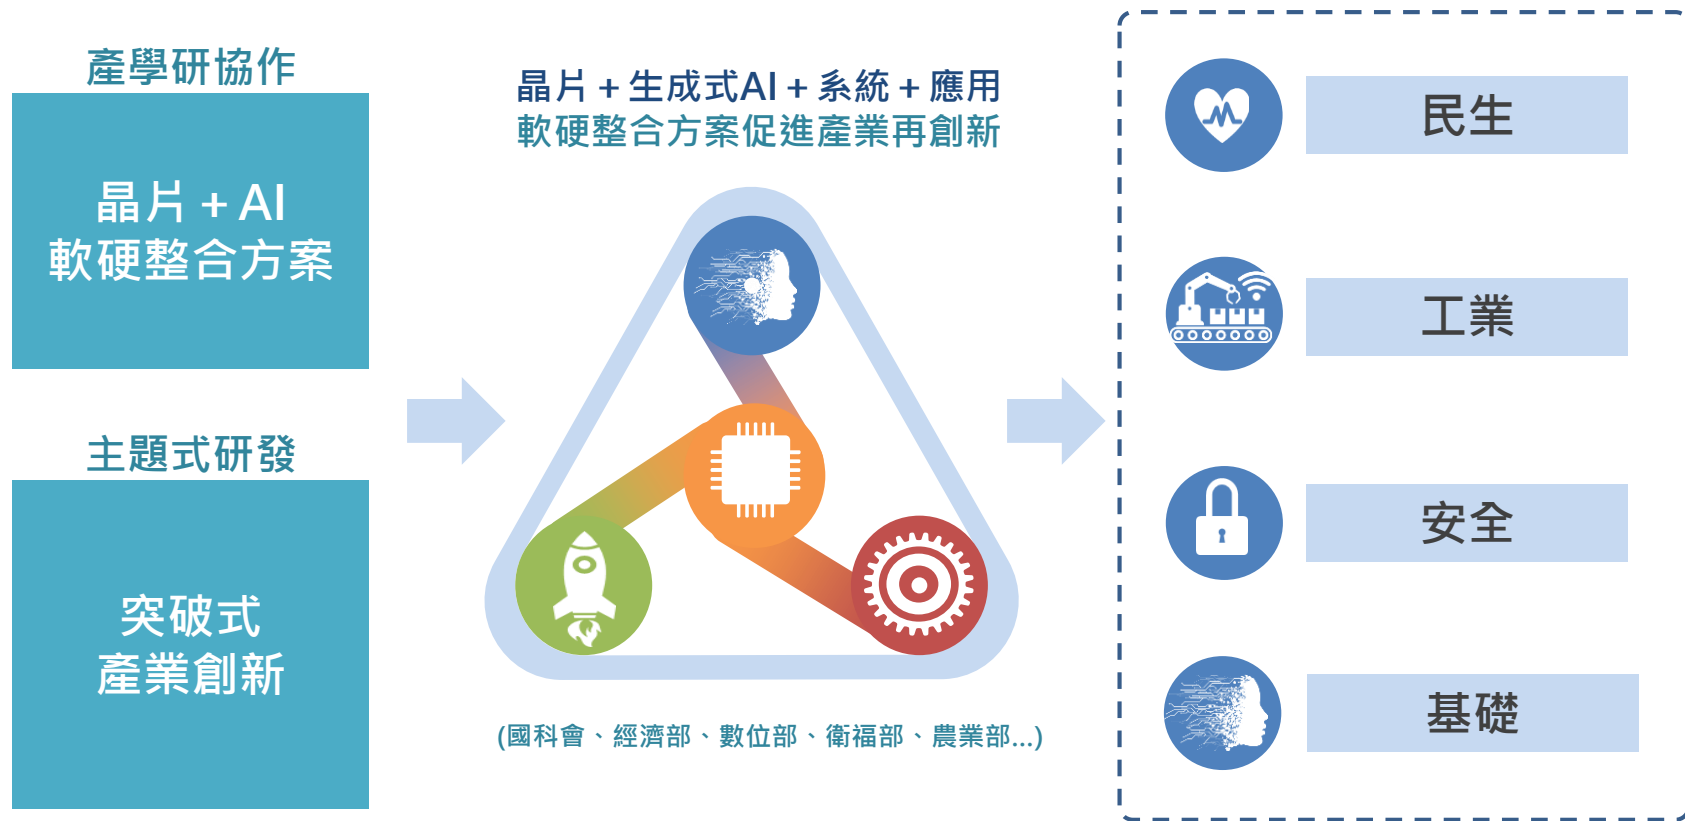 產學研協作
晶片+AI
軟硬整合方案
主題式研發
突破式
產業創新
晶片+生成式AI+系統+應用
軟硬整合方案促進產業再創新
(國科會、經濟部、數位部、衛福部、農業部...)
民生
工業
安全
基礎